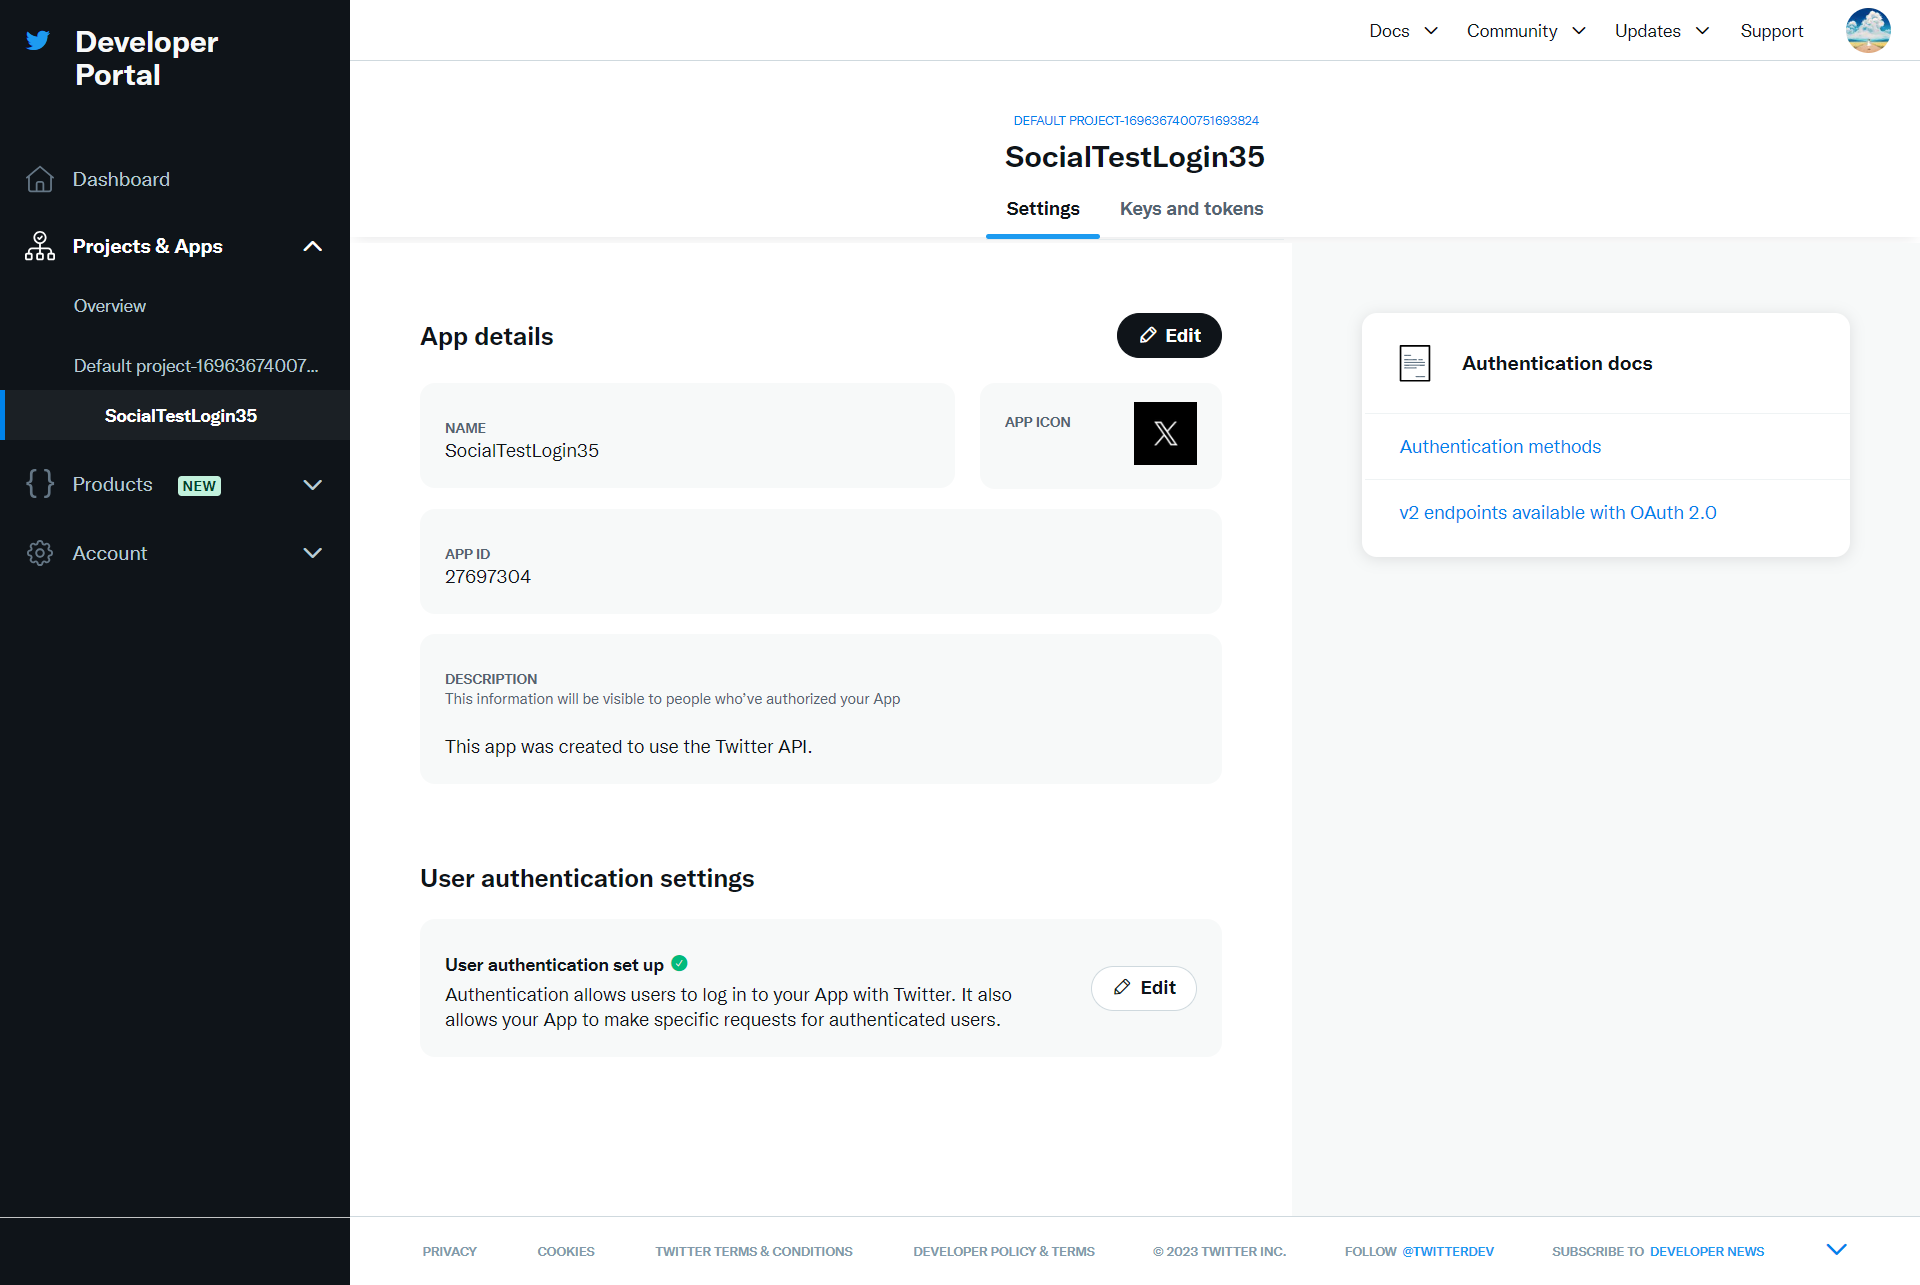 Developer
Portal
Docs
Community
Updates
Support
DEFAULT PROJECT-1696367400751693824
SocialTestLogin35
Settings
Keys and tokens
Dashboard
Projects & Apps
Overview
Default project-16963674007...
SocialTestLogin35
Products NEW
Account
App details
Edit
NAME
SocialTestLogin35
APP ICON
APP ID
27697304
DESCRIPTION
This information will be visible to people who've authorized your App
This app was created to use the Twitter API.
User authentication settings
User authentication set up
Authentication allows users to log in to your App with Twitter. It also
allows your App to make specific requests for authenticated users.
Edit
Authentication docs
Authentication methods
v2 endpoints available with OAuth 2.0
PRIVACY
COOKIES
TWITTER TERMS & CONDITIONS
DEVELOPER POLICY & TERMS
© 2023 TWITTER INC.
FOLLOW @TWITTERDEV
SUBSCRIBE TO DEVELOPER NEWS